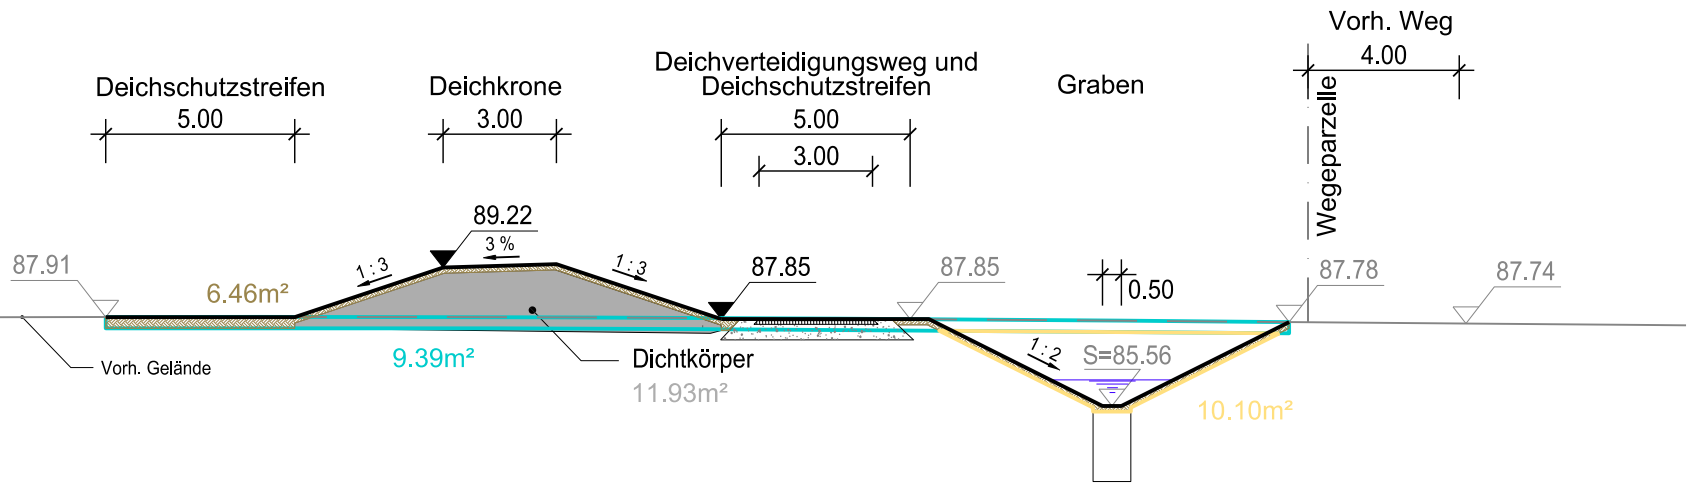 Vorh. Weg
4.00
Deichverteidigungsweg und
Deichschutzstreifen
Deichschutzstreifen
Deichkrone
Graben
5.00
3.00
5.00
3.00
Wegeparzelle
89.22
3 %
1 : 3
1 : 3
87.91
87.85
87.85
87.78
87.74
6.46m²
0.50
9.39m²
Dichtkörper
11.93m²
1 : 2
S=85.56
Vorh. Gelände
10.10m²